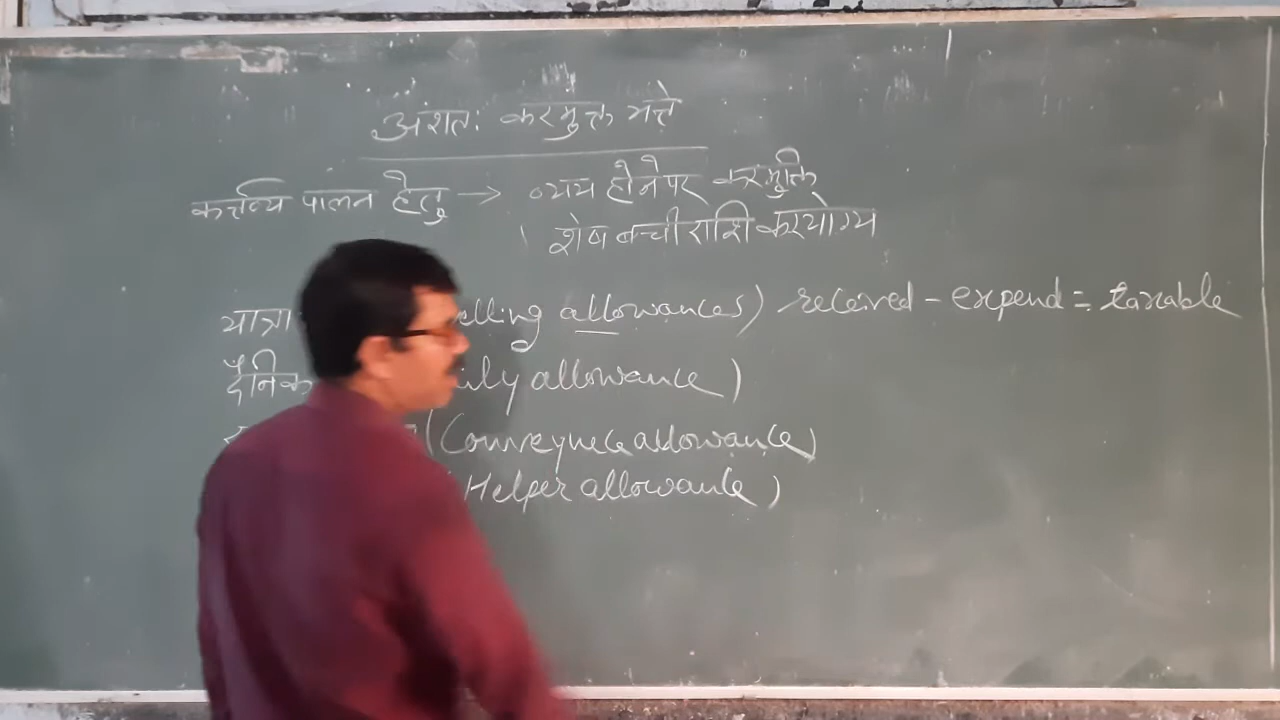 अंशतः करमुक्त भत्ते
कर्त्तव्य पालन हेतु → व्यय होने पर करमुक्ति
शेष बच्ची राशि करयोग्य
यात्रा elling allowances) received - expend = taxable
दैनिक ily allowance)
(Conveynce allowance)
Helper allowance)